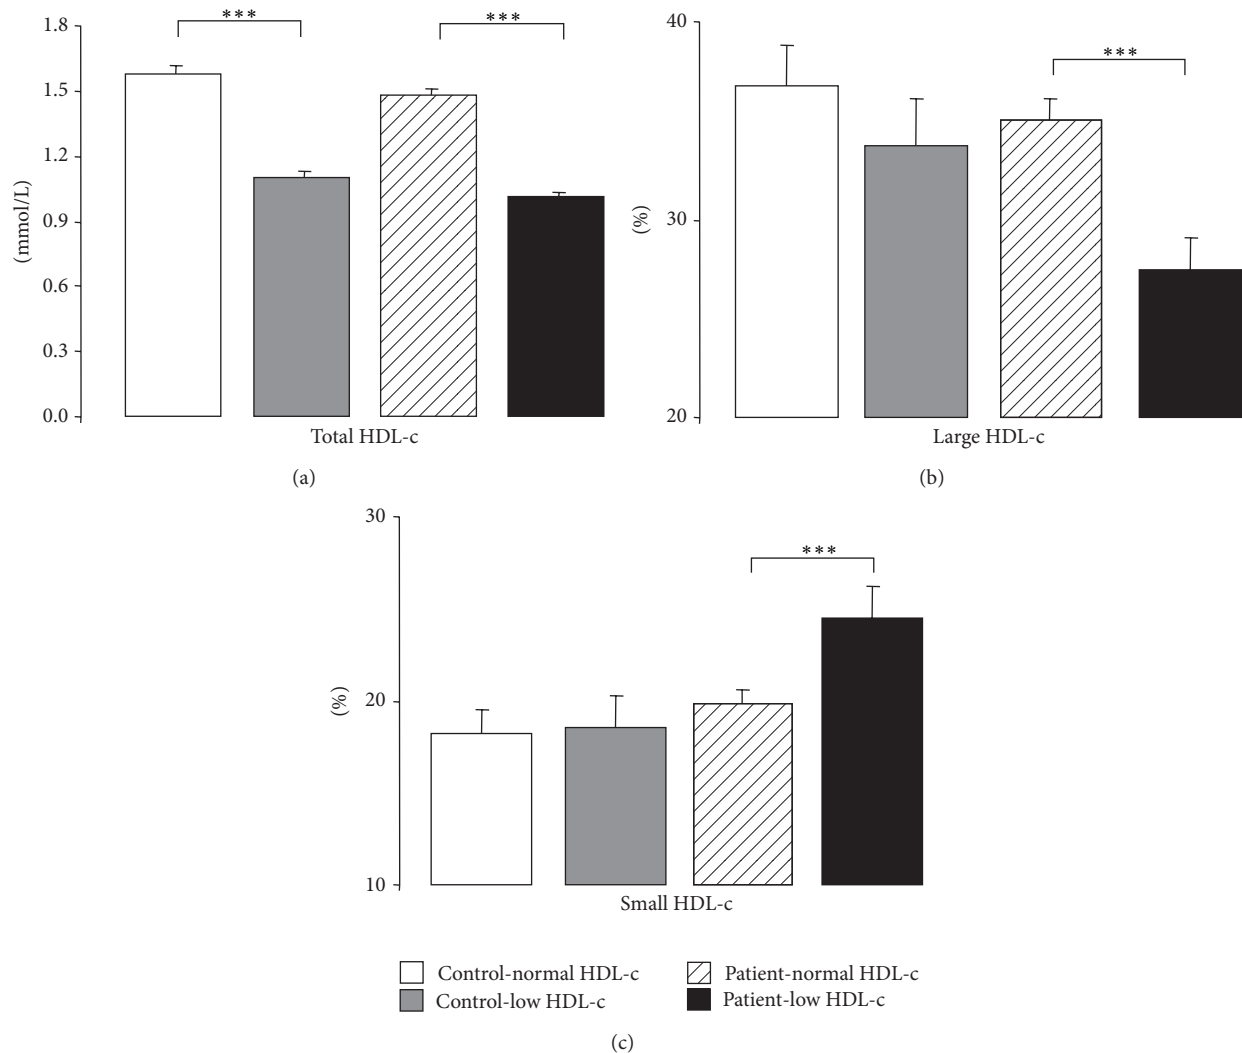 1.8
1.5
1.2
0.9
0.6
0.3
0.0
(mmol/L)
***
***
Total HDL-c
(a)
40
30
20
(%)
***
Large HDL-c
(b)
30
20
10
(%)
***
Small HDL-c
Control-normal HDL-c
Control-low HDL-c
Patient-normal HDL-c
Patient-low HDL-c
(c)